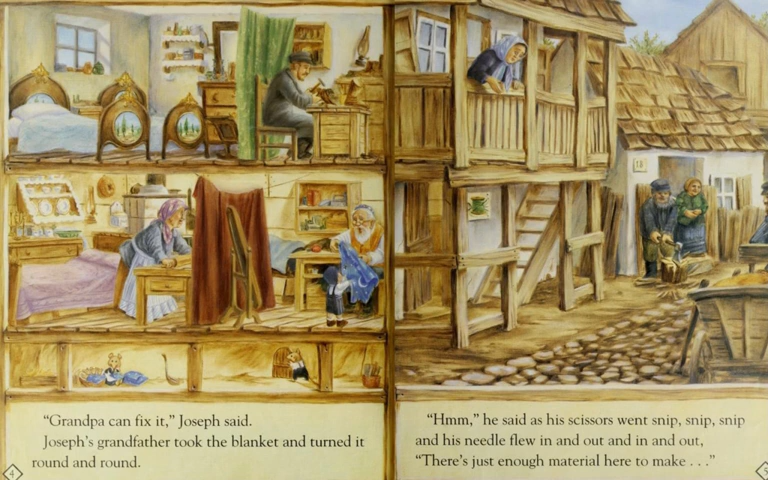 "Grandpa can fix it," Joseph said.
Joseph's grandfather took the blanket and turned it
round and round.
4
"Hmm," he said as his scissors went snip, snip, snip
and his needle flew in and out and in and out,
"There's just enough material here to make . . ."
5